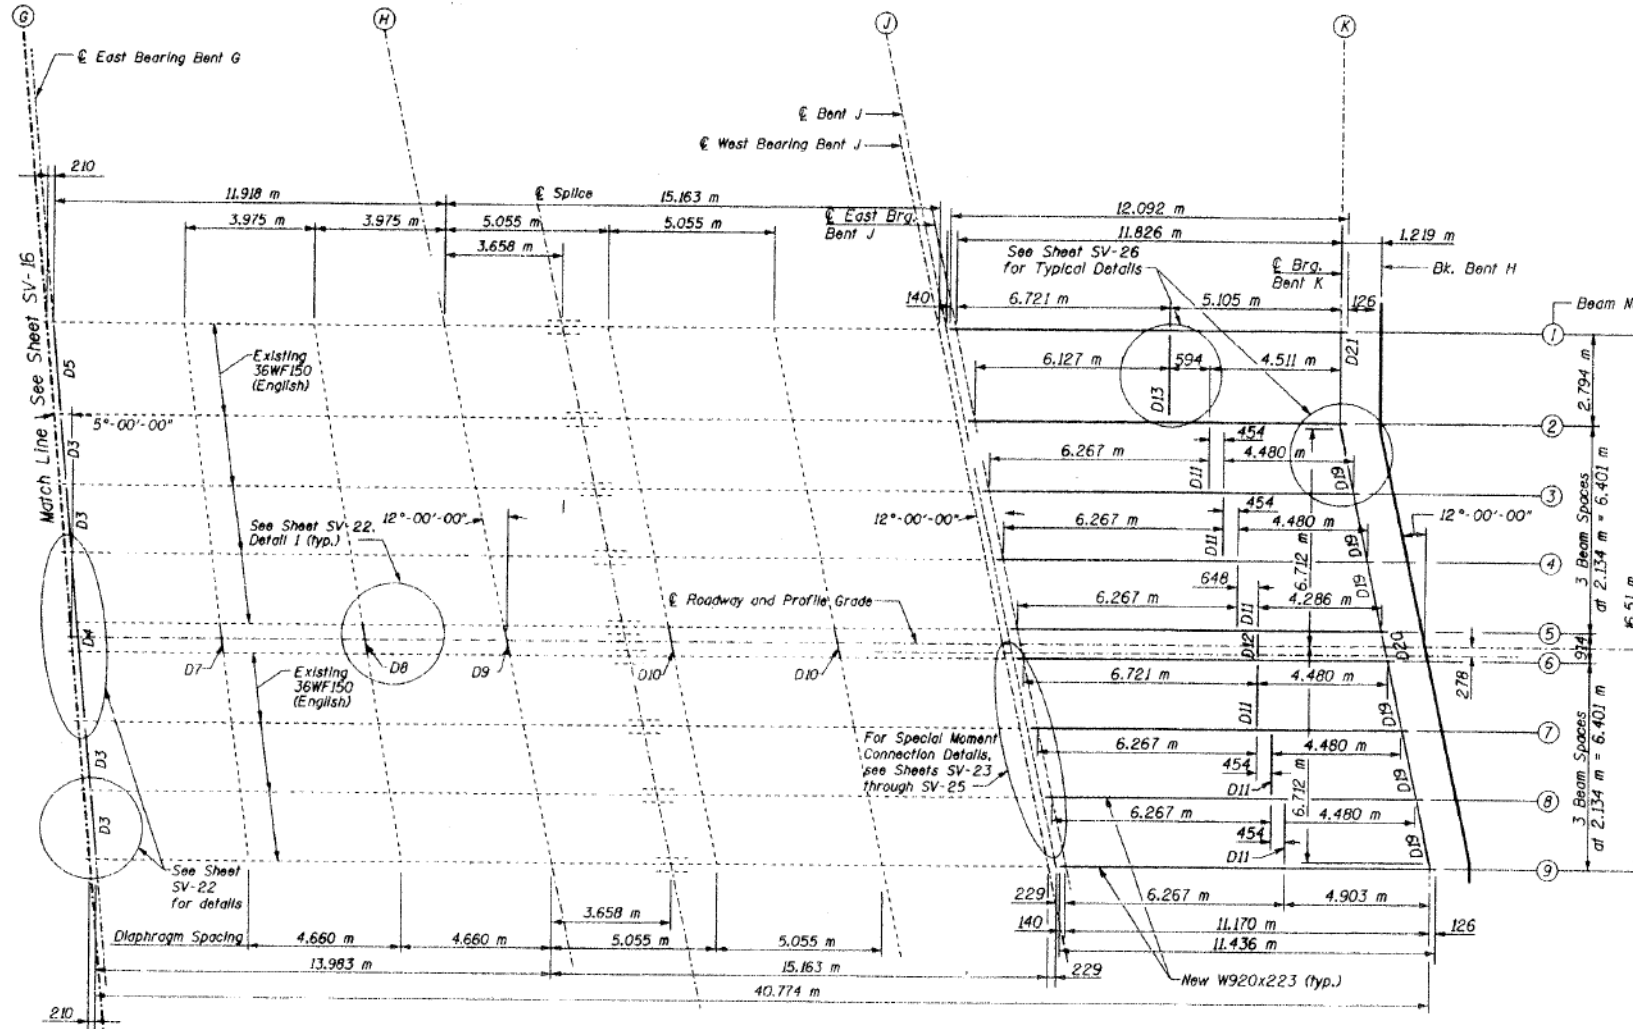 G
H
J
K
℄ East Bearing Bent G
℄ Bent J
℄ West Bearing Bent J
210
11.918 m
℄ Splice
15.163 m
12.092 m
3.975 m
3.975 m
5.055 m
5.055 m
℄ East Brg.
Bent J
11.826 m
1.219 m
3.658 m
See Sheet SV-26
for Typical Details
℄ Brg.
Bent K
Bk. Bent H
Match Line See Sheet SV-16
140
6.721 m
5.105 m
126
Beam N
1
D5
Existing
36WF150
(English)
6.127 m
594
4.511 m
D21
D13
2.794 m
5°-00'-00"
2
D3
454
6.267 m
4.480 m
D11
D19
3
D3
See Sheet SV-22,
Detail 1 (typ.)
12°-00'-00"
12°-00'-00"
454
6.267 m
4.480 m
12°-00'-00"
3 Beam Spaces
at 2.134 m = 6.401 m
D11
6.712 m
D19
4
648
D19
℄ Roadway and Profile Grade
6.267 m
D11
4.286 m
16.51 m
5
D4
D12
D20
974
D7
D8
D9
D10
D10
6
Existing
36WF150
(English)
6.721 m
4.480 m
278
D11
D19
7
For Special Moment
Connection Details,
see Sheets SV-23
through SV-25
D3
6.267 m
4.480 m
454
D11
6.712 m
D19
3 Beam Spaces
at 2.134 m = 6.401 m
8
D3
6.267 m
4.480 m
454
D11
D19
9
See Sheet
SV-22
for details
229
6.267 m
4.903 m
3.658 m
140
11.170 m
126
Diaphragm Spacing
4.660 m
4.660 m
5.055 m
5.055 m
11.436 m
13.983 m
15.163 m
229
New W920x223 (typ.)
40.774 m
210